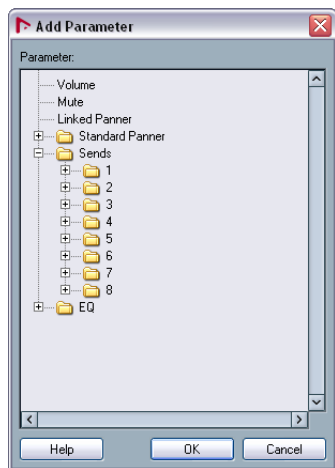 Add Parameter
Parameter:
Volume
Mute
Linked Panner
Standard Panner
Sends
1
2
3
4
5
6
7
8
EQ
Help
OK
Cancel